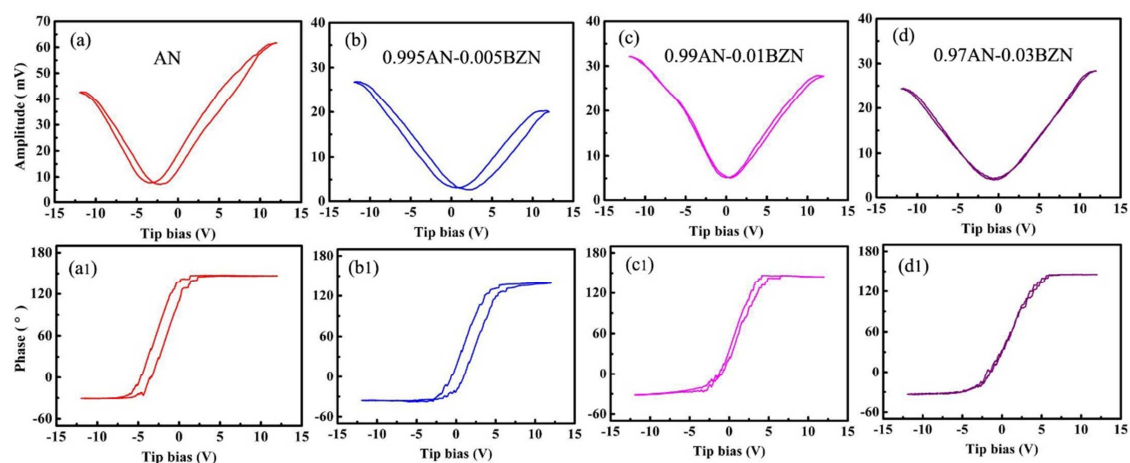 (a)
AN
Amplitude ( mV)
70
60
50
40
30
20
10
0
-15 -10 -5 0 5 10 15
Tip bias (V)
(b)
0.995AN-0.005BZN
40
30
20
10
0
-15 -10 -5 0 5 10 15
Tip bias (V)
(c)
0.99AN-0.01BZN
40
30
20
10
0
-15 -10 -5 0 5 10 15
Tip bias (V)
(d)
0.97AN-0.03BZN
40
30
20
10
0
-15 -10 -5 0 5 10 15
Tip bias (V)
(a1)
Phase ( ° )
180
120
60
0
-60
-15 -10 -5 0 5 10 15
Tip bias (V)
(b1)
180
120
60
0
-60
-15 -10 -5 0 5 10 15
Tip bias (V)
(c1)
180
120
60
0
-60
-15 -10 -5 0 5 10 15
Tip bias (V)
(d1)
180
120
60
0
-60
-15 -10 -5 0 5 10 15
Tip bias (V)